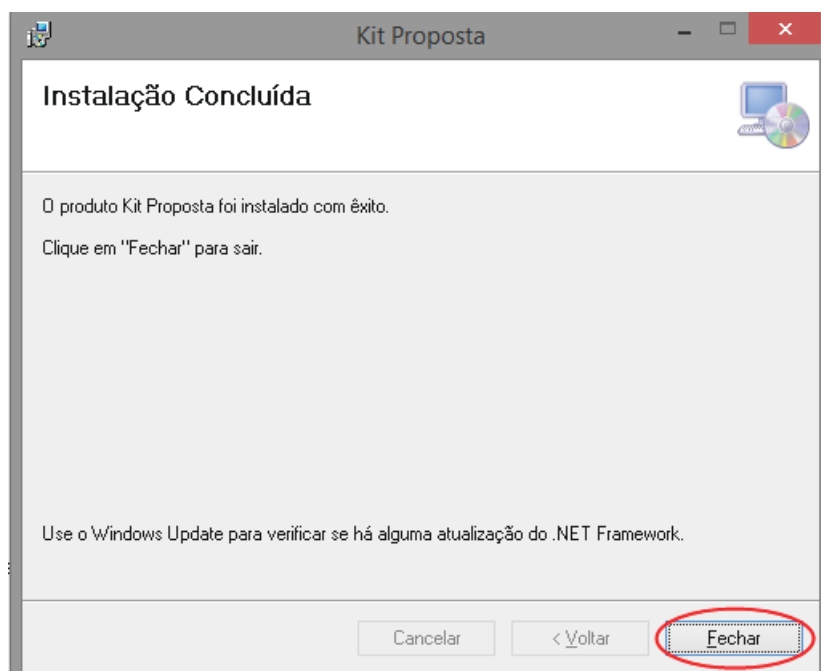 Kit Proposta
Instalação Concluída
O produto Kit Proposta foi instalado com êxito.
Clique em "Fechar" para sair.
Use o Windows Update para verificar se há alguma atualização do .NET Framework.
Cancelar
< Voltar
Fechar